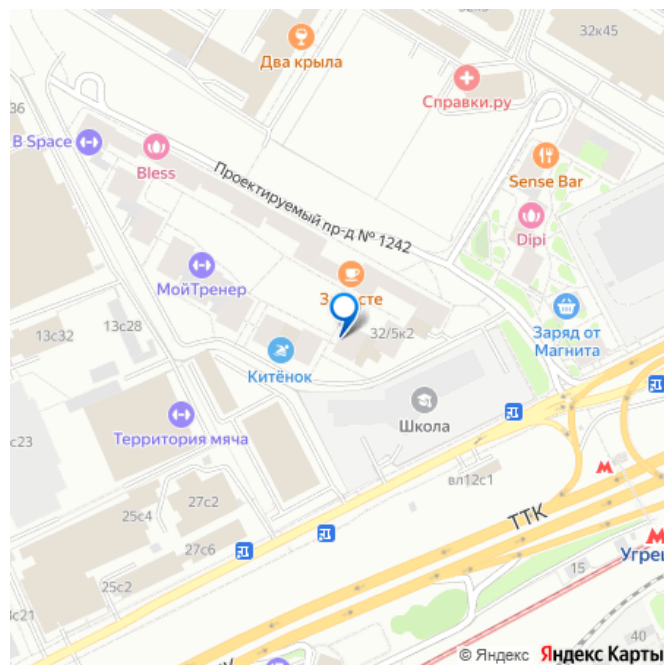 32к45
Два крыла
Справки.ру
36
B Space
Bless
Sense Bar
Проектируемый пр-д № 1242
Dipi
МойТренер
32/5к2
Заряд от
Магнита
13с32
13с28
Китёнок
Школа
с23
Территория мяча
вл12с1
27с2
25с4
ТТК
27с6
Угре
15
25с2
с21
40
© Яндекс Яндекс Карты